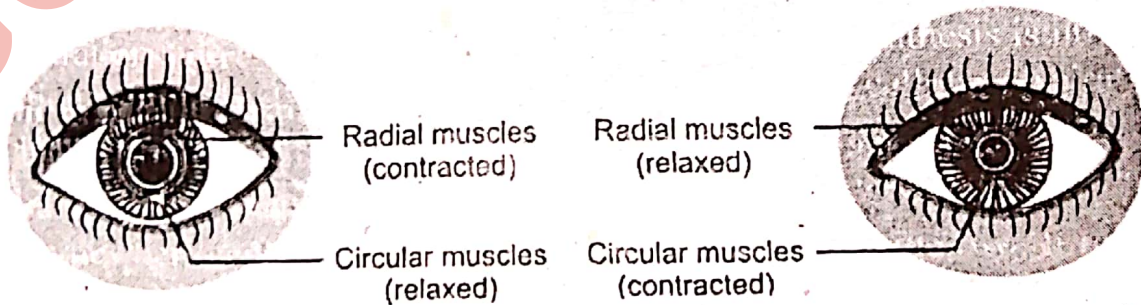 Radial muscles
(contracted)
Circular muscles
(relaxed)
Radial muscles
(relaxed)
Circular muscles
(contracted)